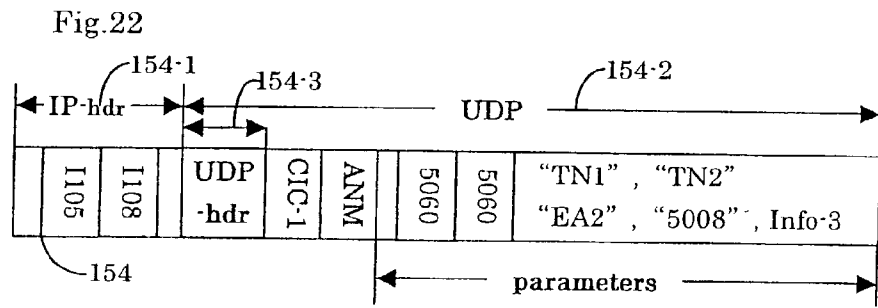 Fig.22
154-1
154-3
154-2
IP-hdr
UDP
I105
I108
UDP
-hdr
CIC-1
ANM
5060
5060
"TN1" , "TN2"
"EA2" , "5008" , Info-3
154
parameters